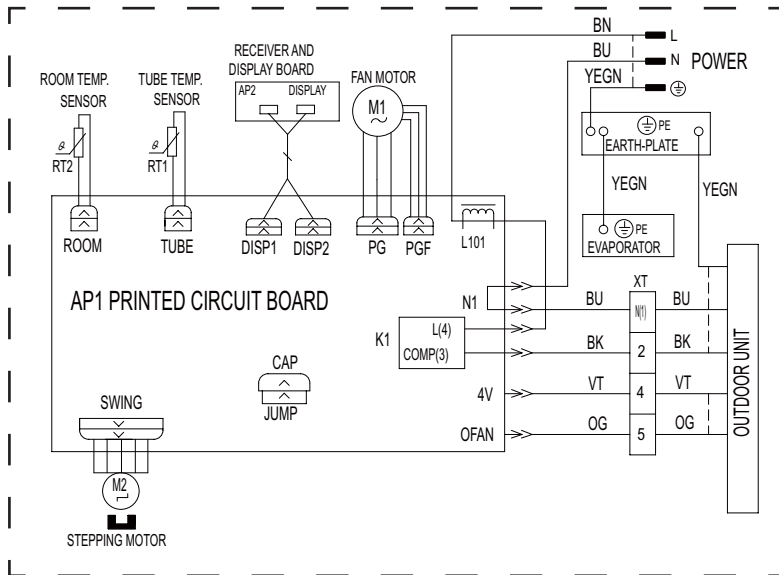 BN
L
RECEIVER AND
DISPLAY BOARD
BU
N
POWER
ROOM TEMP.
SENSOR
TUBE TEMP.
SENSOR
FAN MOTOR
YEGN
AP2
DISPLAY
M1
~
PE
EARTH-PLATE
θ
RT2
θ
RT1
YEGN
YEGN
ROOM
TUBE
DISP1
DISP2
PG
PGF
L101
PE
EVAPORATOR
AP1 PRINTED CIRCUIT BOARD
N1
XT
BU
N(1)
BU
K1
L(4)
COMP(3)
BK
2
BK
CAP
JUMP
4V
VT
4
VT
SWING
OFAN
OG
5
OG
OUTDOOR UNIT
M2
STEPPING MOTOR